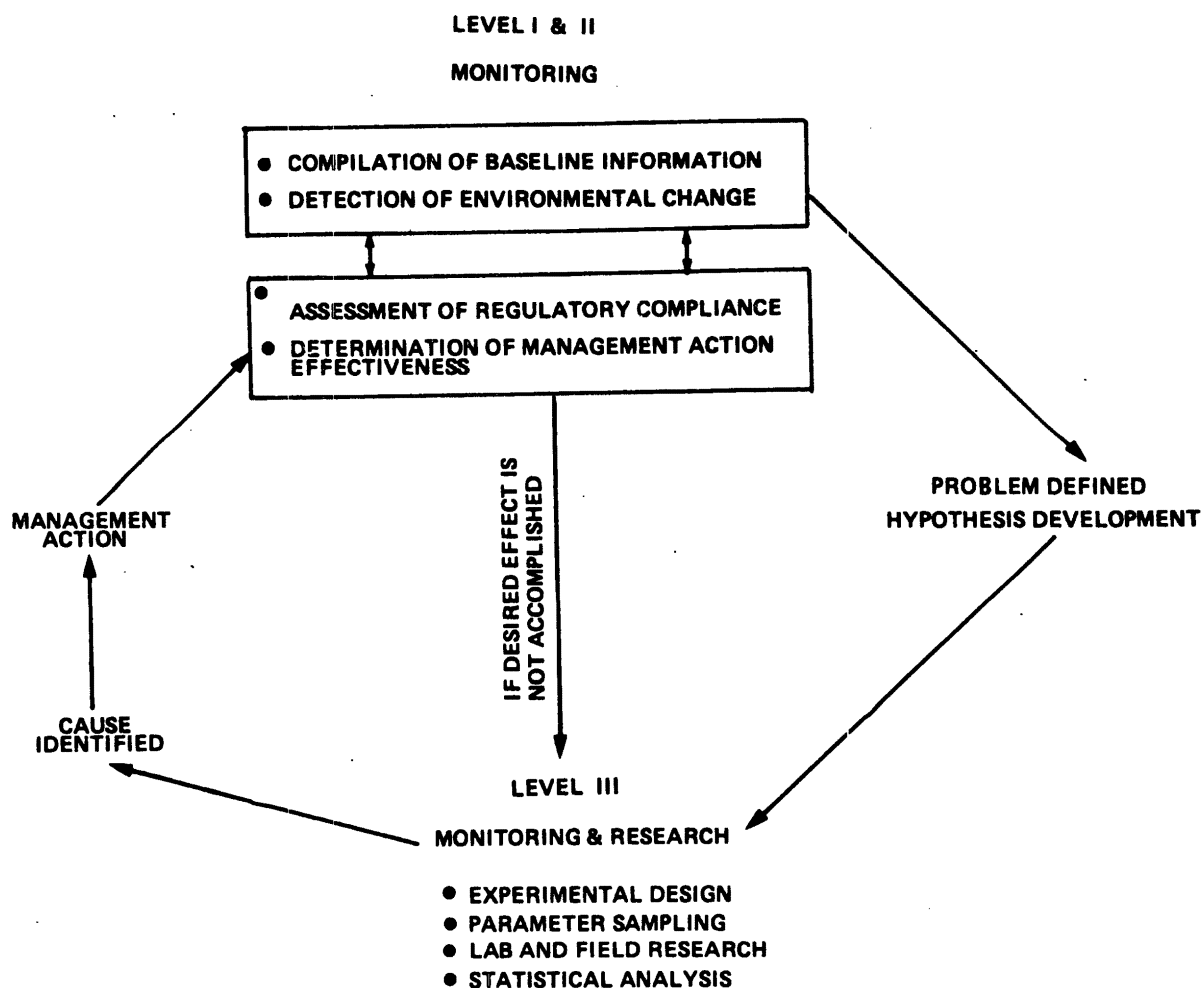 LEVEL I & II
MONITORING
● COMPILATION OF BASELINE INFORMATION
● DETECTION OF ENVIRONMENTAL CHANGE
● ASSESSMENT OF REGULATORY COMPLIANCE
● DETERMINATION OF MANAGEMENT ACTION
EFFECTIVENESS
PROBLEM DEFINED
HYPOTHESIS DEVELOPMENT
IF DESIRED EFFECT IS
NOT ACCOMPLISHED
MANAGEMENT
ACTION
CAUSE
IDENTIFIED
LEVEL III
MONITORING & RESEARCH
● EXPERIMENTAL DESIGN
● PARAMETER SAMPLING
● LAB AND FIELD RESEARCH
● STATISTICAL ANALYSIS